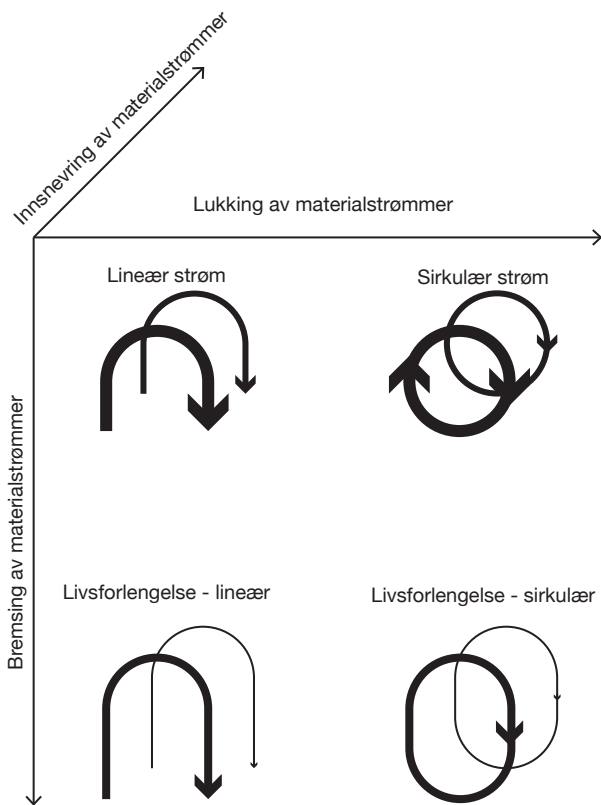 Innsnevring av materialstrømmer
Lukking av materialstrømmer
Lineær strøm
Sirkulær strøm
Bremsing av materialstrømmer
Livsforlengelse - lineær
Livsforlengelse - sirkulær